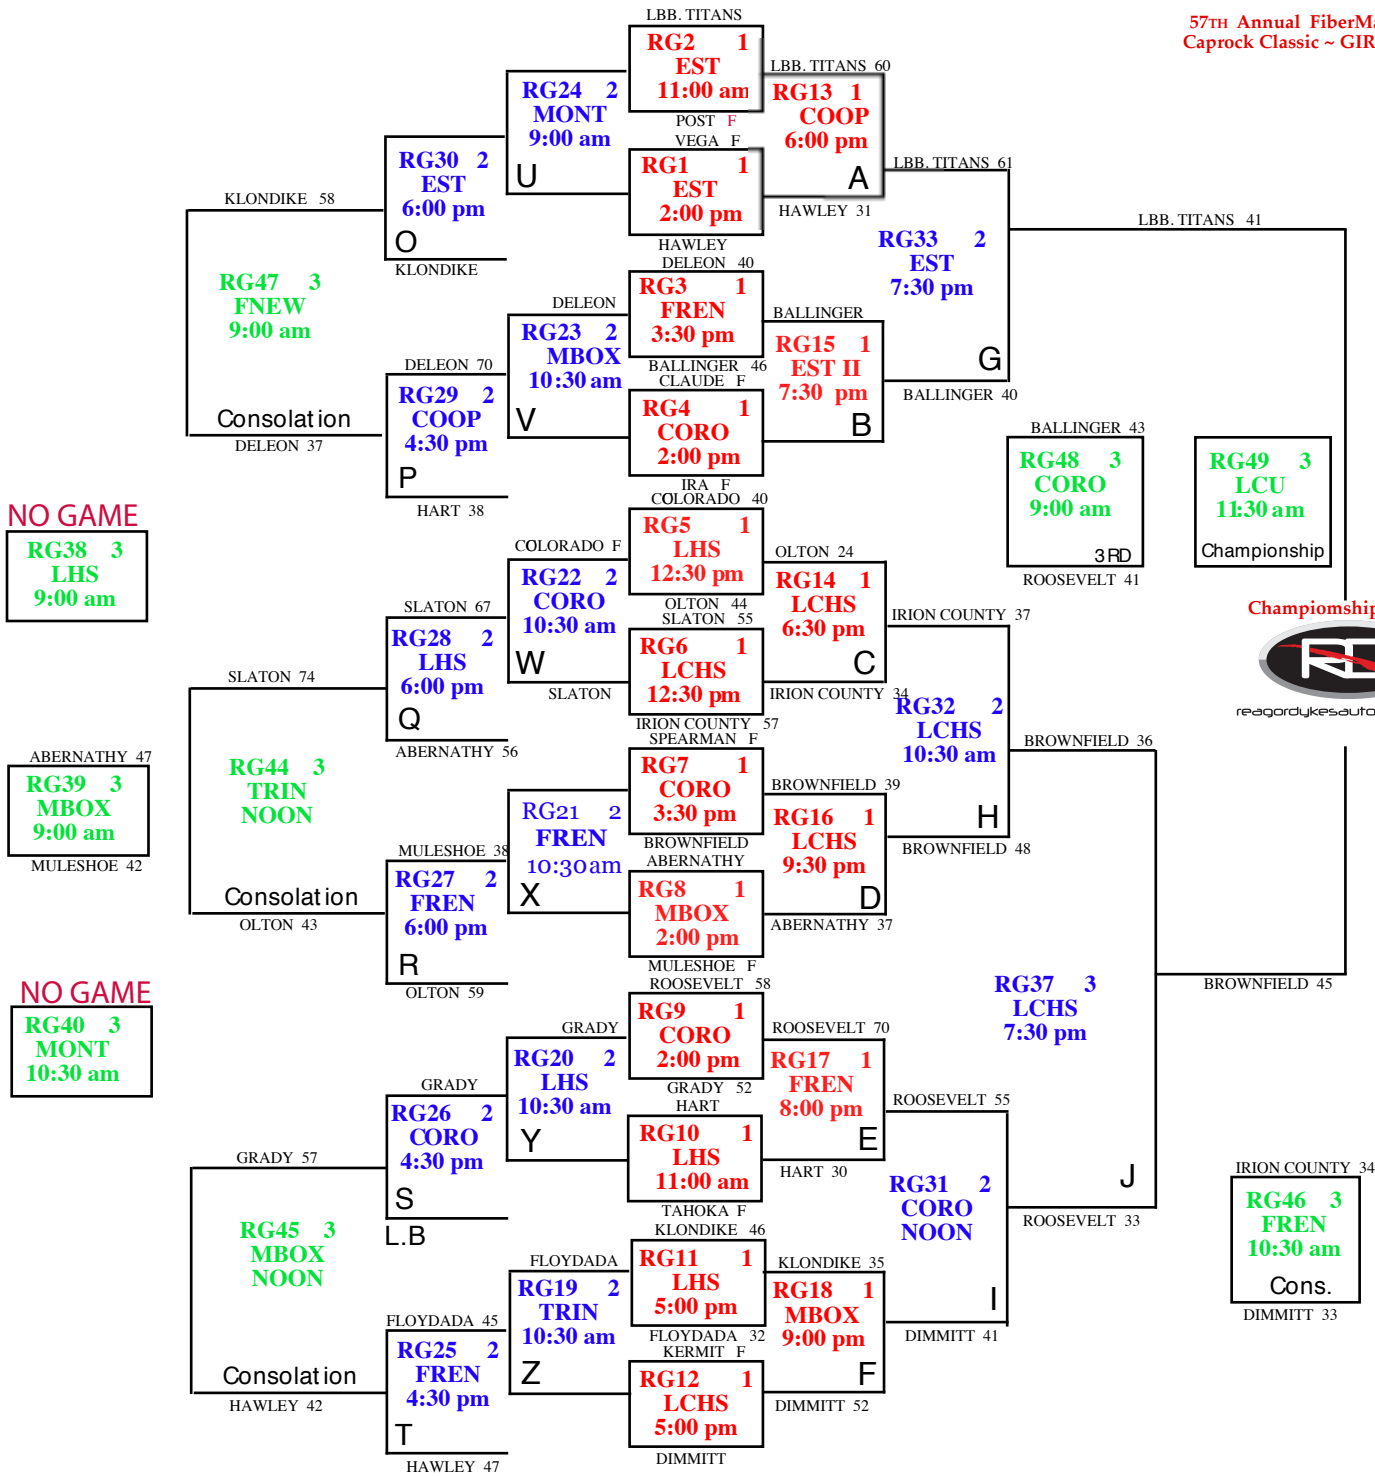 57TH Annual FiberMa
Caprock Classic ~ GIR
LBB. TITANS
RG2 1
EST
11:00 am
POST F
VEGA F
RG1 1
EST
2:00 pm
HAWLEY
DELEON 40
RG3 1
FREN
3:30 pm
BALLINGER 46
CLAUDE F
RG4 1
CORO
2:00 pm
IRA F
COLORADO 40
RG5 1
LHS
12:30 pm
OLTON 44
SLATON 55
RG6 1
LCHS
12:30 pm
IRION COUNTY 57
SPEARMAN F
RG7 1
CORO
3:30 pm
BROWNFIELD
ABERNATHY
RG8 1
MBOX
2:00 pm
MULESHOE F
ROOSEVELT 58
RG9 1
CORO
2:00 pm
GRADY 52
HART
RG10 1
LHS
11:00 am
TAHOKA F
KLONDIKE 46
RG11 1
LHS
5:00 pm
FLOYDADA 32
KERMIT F
RG12 1
LCHS
5:00 pm
DIMMITT
LBB. TITANS 60
RG13 1
COOP
6:00 pm
A
HAWLEY 31
BALLINGER
RG15 1
EST II
7:30 pm
B
OLTON 24
RG14 1
LCHS
6:30 pm
C
IRION COUNTY 34
BROWNFIELD 39
RG16 1
LCHS
9:30 pm
D
ABERNATHY 37
ROOSEVELT 70
RG17 1
FREN
8:00 pm
E
HART 30
KLONDIKE 35
RG18 1
MBOX
9:00 pm
F
DIMMITT 52
LBB. TITANS 61
RG33 2
EST
7:30 pm
G
BALLINGER 40
IRION COUNTY 37
RG32 2
LCHS
10:30 am
H
BROWNFIELD 48
ROOSEVELT 55
RG31 2
CORO
NOON
I
DIMMITT 41
BROWNFIELD 36
RG37 3
LCHS
7:30 pm
J
ROOSEVELT 33
LBB. TITANS 41
BROWNFIELD 45
BALLINGER 43
RG48 3
CORO
9:00 am
3RD
ROOSEVELT 41
RG49 3
LCU
11:30 am
Championship
Champiomship
RD
reagordykesauto
IRION COUNTY 34
RG46 3
FREN
10:30 am
Cons.
DIMMITT 33
RG24 2
MONT
9:00 am
U
DELEON
RG23 2
MBOX
10:30 am
V
COLORADO F
RG22 2
CORO
10:30 am
W
SLATON
RG21 2
FREN
10:30am
X
GRADY
RG20 2
LHS
10:30 am
Y
FLOYDADA
RG19 2
TRIN
10:30 am
Z
RG30 2
EST
6:00 pm
O
KLONDIKE
DELEON 70
RG29 2
COOP
4:30 pm
P
HART 38
SLATON 67
RG28 2
LHS
6:00 pm
Q
ABERNATHY 56
MULESHOE 38
RG27 2
FREN
6:00 pm
R
OLTON 59
GRADY
RG26 2
CORO
4:30 pm
S
L.B
FLOYDADA 45
RG25 2
FREN
4:30 pm
T
HAWLEY 47
KLONDIKE 58
RG47 3
FNEW
9:00 am
Consolation
DELEON 37
SLATON 74
RG44 3
TRIN
NOON
Consolation
OLTON 43
GRADY 57
RG45 3
MBOX
NOON
Consolation
HAWLEY 42
NO GAME
RG38 3
LHS
9:00 am
ABERNATHY 47
RG39 3
MBOX
9:00 am
MULESHOE 42
NO GAME
RG40 3
MONT
10:30 am